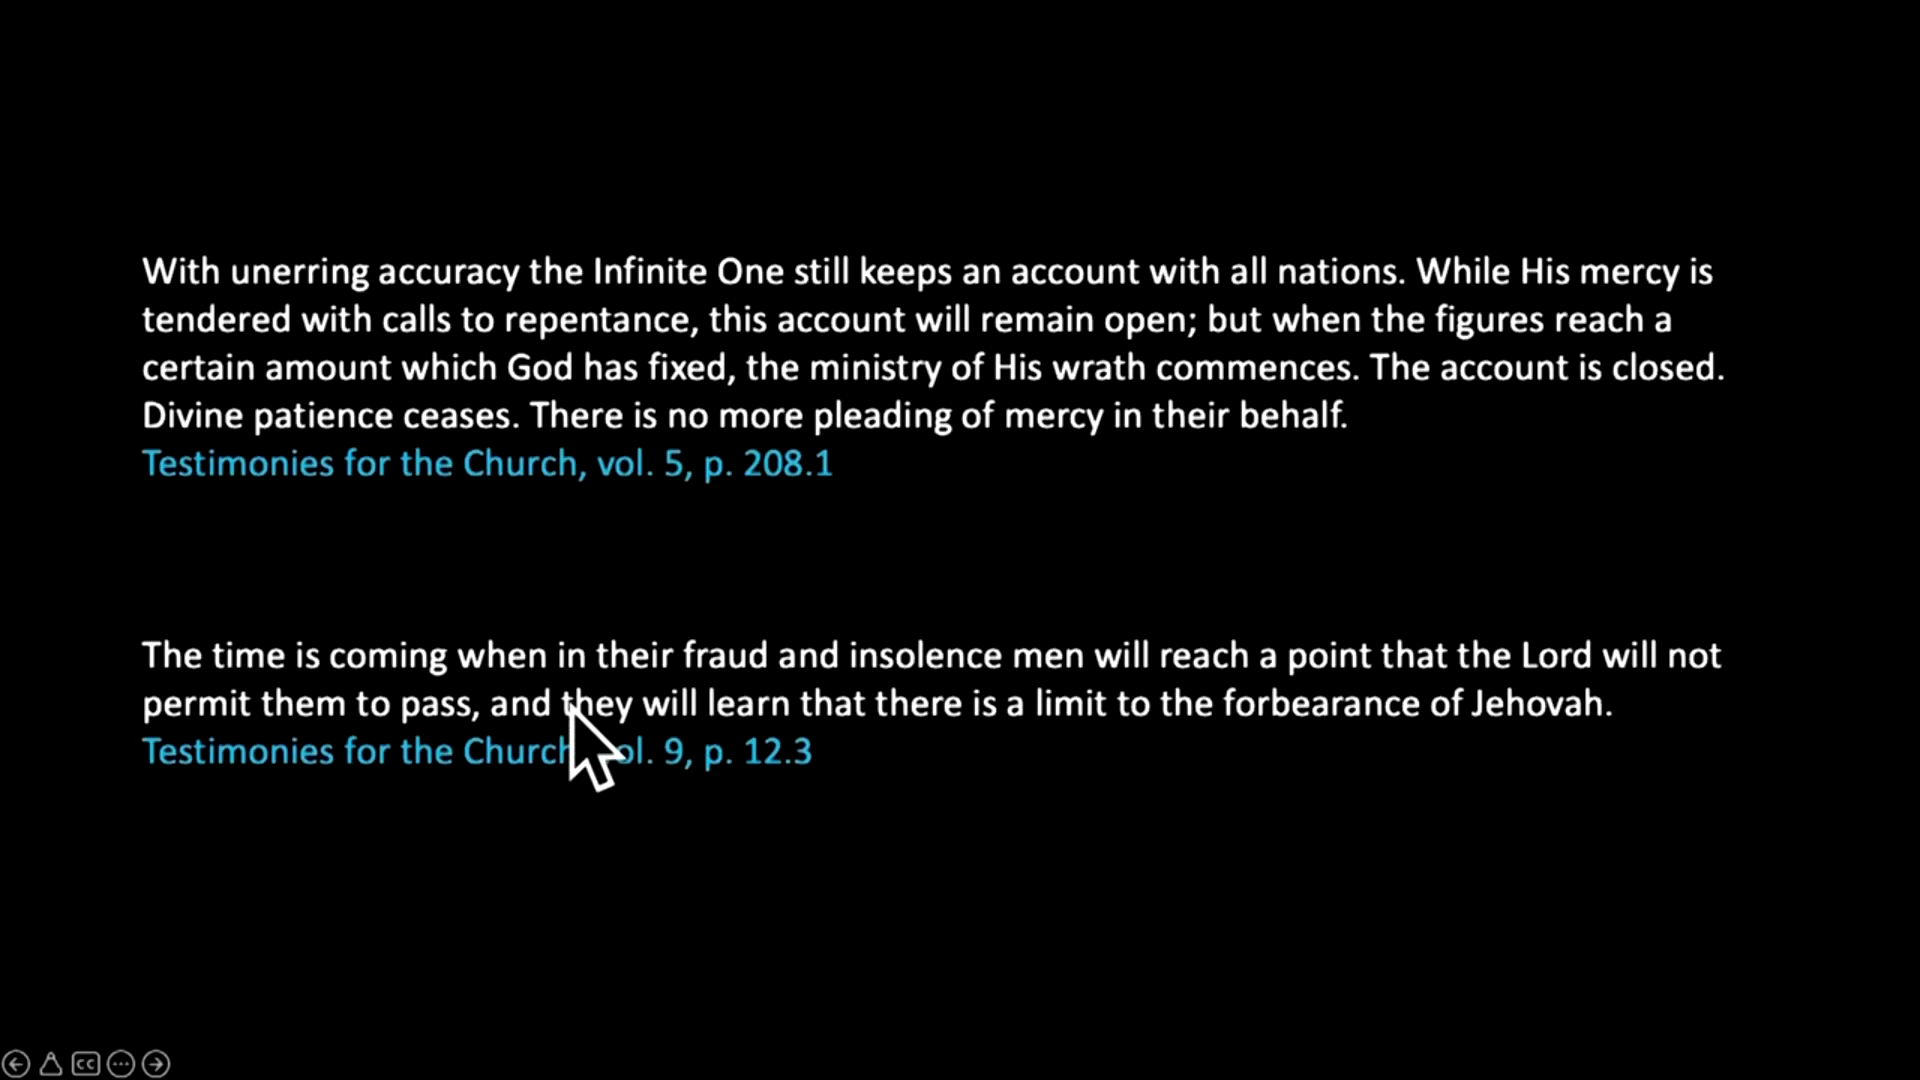 With unerring accuracy the Infinite One still keeps an account with all nations. While His mercy is
tendered with calls to repentance, this account will remain open; but when the figures reach a
certain amount which God has fixed, the ministry of His wrath commences. The account is closed.
Divine patience ceases. There is no more pleading of mercy in their behalf.
Testimonies for the Church, vol. 5, p. 208.1
The time is coming when in their fraud and insolence men will reach a point that the Lord will not
permit them to pass, and they will learn that there is a limit to the forbearance of Jehovah.
Testimonies for the Church, vol. 9, p. 12.3
CC